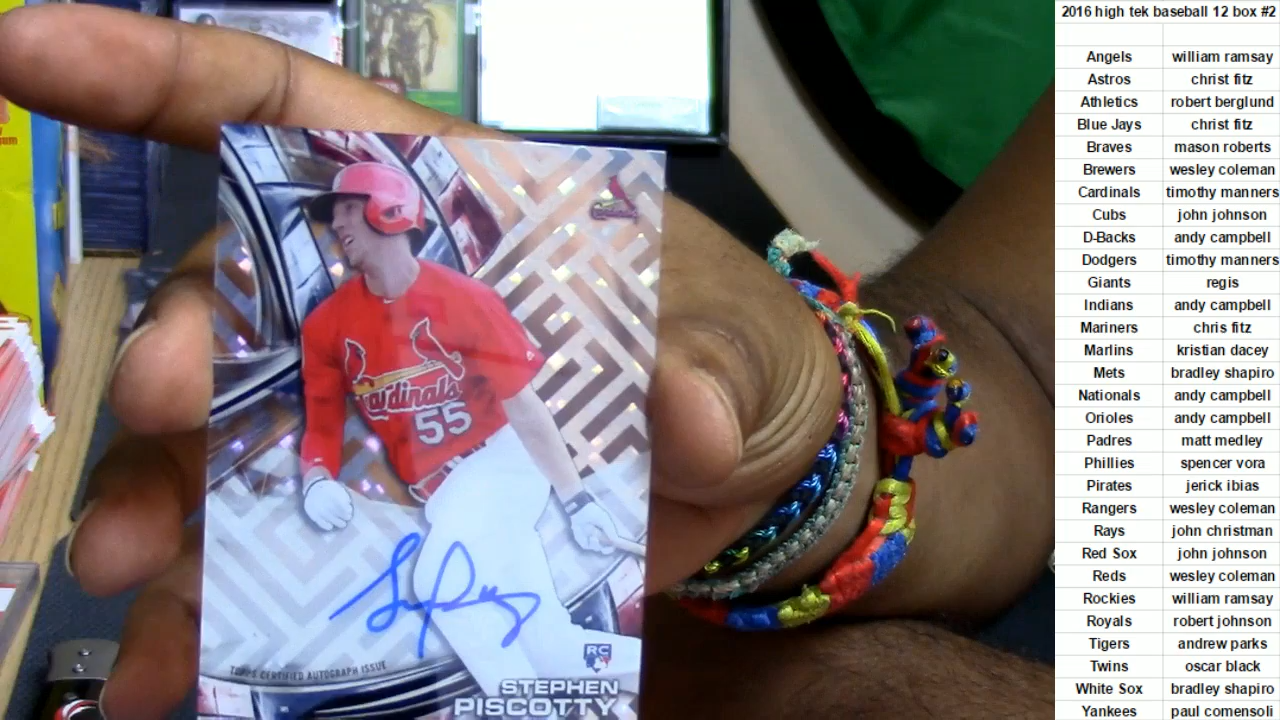 2016 high tek baseball 12 box #2
Angels william ramsay
Astros christ fitz
Athletics robert berglund
Blue Jays christ fitz
Braves mason roberts
Brewers wesley coleman
Cardinals timothy manners
Cubs john johnson
D-Backs andy campbell
Dodgers timothy manners
Giants regis
Indians andy campbell
Mariners chris fitz
Marlins kristian dacey
Mets bradley shapiro
Nationals andy campbell
Orioles andy campbell
Padres matt medley
Phillies spencer vora
Pirates jerick ibias
Rangers wesley coleman
Rays john christman
Red Sox john johnson
Reds wesley coleman
Rockies william ramsay
Royals robert johnson
Tigers andrew parks
Twins oscar black
White Sox bradley shapiro
Yankees paul comensoli
Cardinals
55
TOPPS CERTIFIED AUTOGRAPH ISSUE
RC
STEPHEN
PISCOTTY